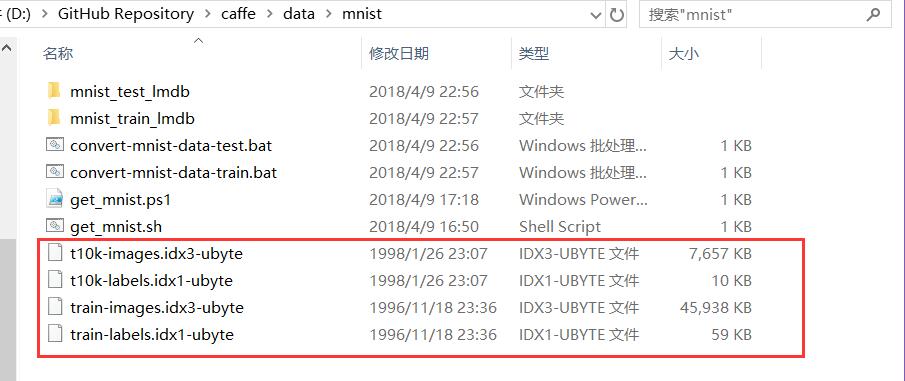 (D:) > GitHub Repository > caffe > data > mnist 搜索"mnist"
名称 修改日期 类型 大小
mnist_test_lmdb 2018/4/9 22:56 文件夹
mnist_train_lmdb 2018/4/9 22:57 文件夹
convert-mnist-data-test.bat 2018/4/9 22:56 Windows 批处理... 1 KB
convert-mnist-data-train.bat 2018/4/9 22:56 Windows 批处理... 1 KB
get_mnist.ps1 2018/4/9 17:18 Windows Power... 1 KB
get_mnist.sh 2018/4/9 16:50 Shell Script 1 KB
t10k-images.idx3-ubyte 1998/1/26 23:07 IDX3-UBYTE 文件 7,657 KB
t10k-labels.idx1-ubyte 1998/1/26 23:07 IDX1-UBYTE 文件 10 KB
train-images.idx3-ubyte 1996/11/18 23:36 IDX3-UBYTE 文件 45,938 KB
train-labels.idx1-ubyte 1996/11/18 23:36 IDX1-UBYTE 文件 59 KB